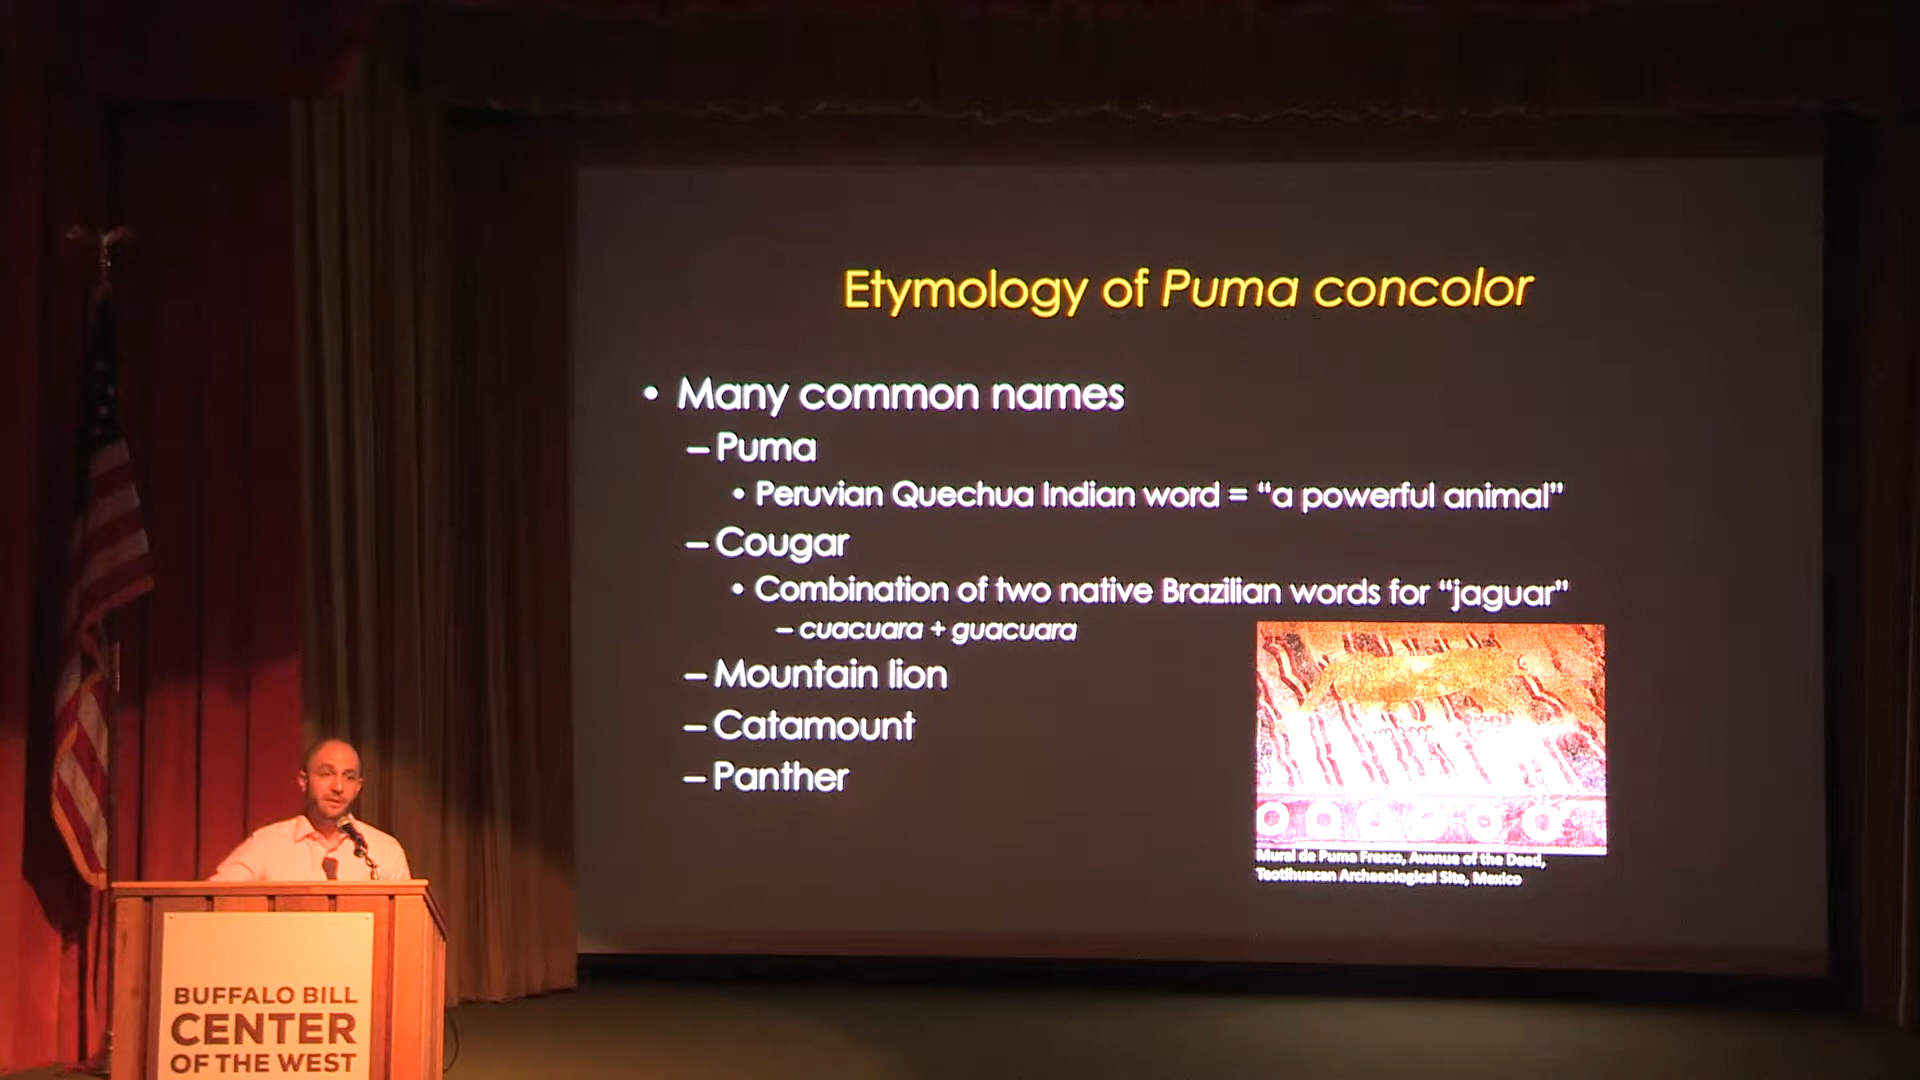 Etymology of Puma concolor
• Many common names
– Puma
• Peruvian Quechua Indian word = “a powerful animal”
– Cougar
• Combination of two native Brazilian words for “jaguar”
– cuacuara + guacuara
– Mountain lion
– Catamount
– Panther
Mural de Puma Fresco, Avenue of the Dead,
Teotihuacan Archaeological Site, Mexico
BUFFALO BILL
CENTER
OF THE WEST